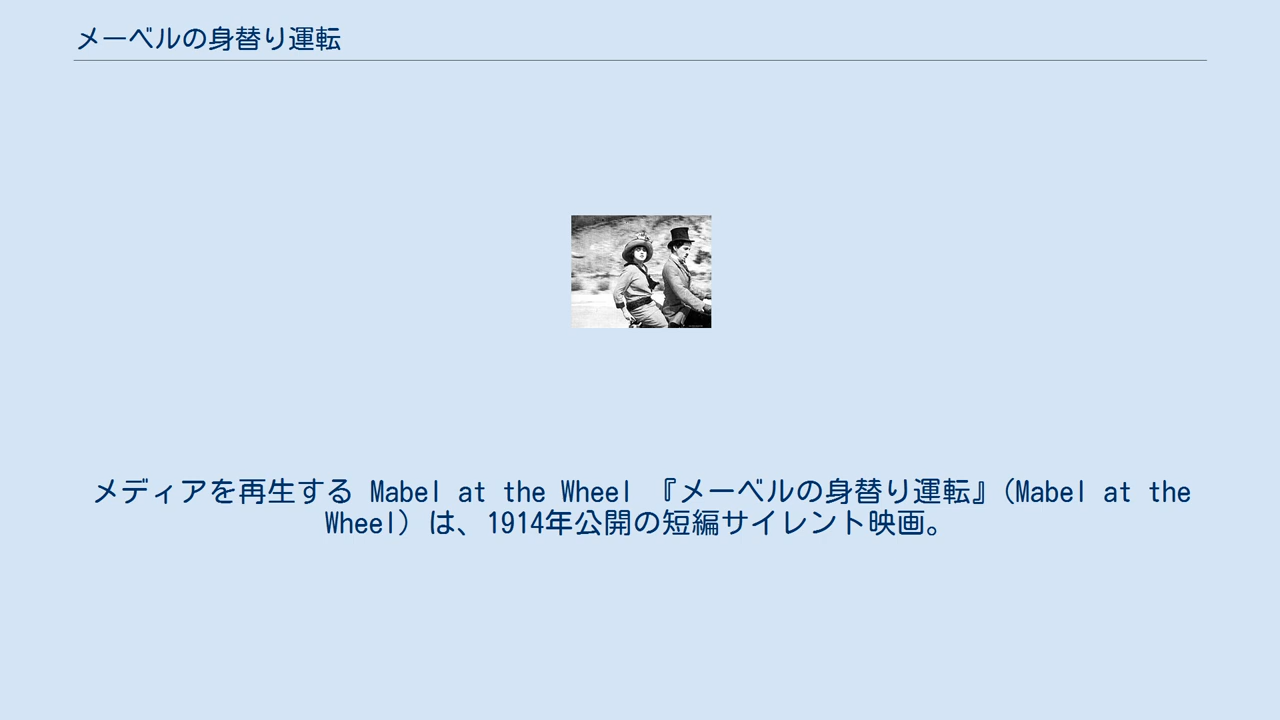 メーベルの身替り運転
メディアを再生する Mabel at the Wheel 『メーベルの身替り運転』（Mabel at the
Wheel）は、1914年公開の短編サイレント映画。